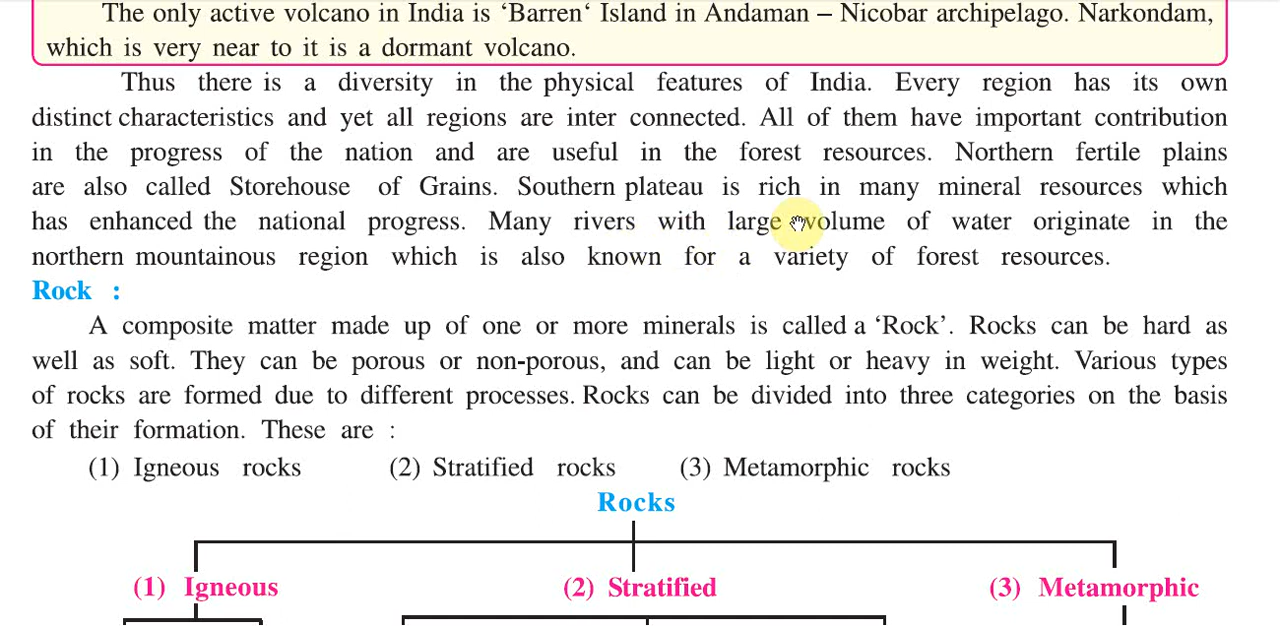 The only active volcano in India is ‘Barren‘ Island in Andaman – Nicobar archipelago. Narkondam,
which is very near to it is a dormant volcano.
Thus there is a diversity in the physical features of India. Every region has its own
distinct characteristics and yet all regions are inter connected. All of them have important contribution
in the progress of the nation and are useful in the forest resources. Northern fertile plains
are also called Storehouse of Grains. Southern plateau is rich in many mineral resources which
has enhanced the national progress. Many rivers with large volume of water originate in the
northern mountainous region which is also known for a variety of forest resources.
Rock :
A composite matter made up of one or more minerals is called a ‘Rock’. Rocks can be hard as
well as soft. They can be porous or non-porous, and can be light or heavy in weight. Various types
of rocks are formed due to different processes. Rocks can be divided into three categories on the basis
of their formation. These are :
(1) Igneous rocks (2) Stratified rocks (3) Metamorphic rocks
Rocks
(1) Igneous (2) Stratified (3) Metamorphic